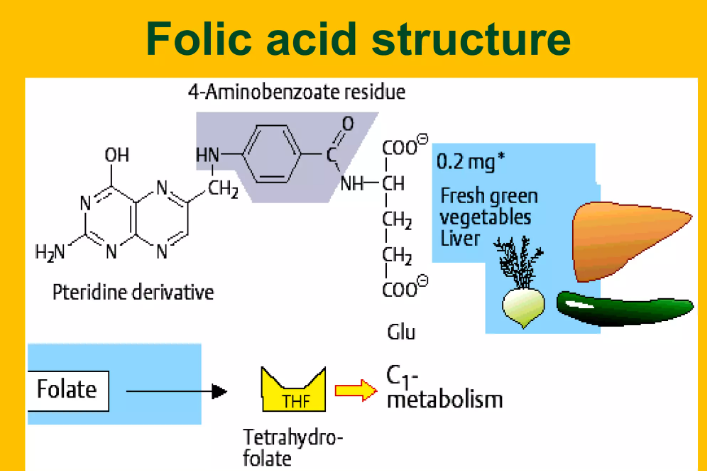 Folic acid structure
4-Aminobenzoate residue
OH
N
N
H₂N
N
N
CH₂
HN
O
C
NH
COO⊖
CH
CH₂
CH₂
COO⊖
Pteridine derivative
Glu
0.2 mg*
Fresh green
vegetables
Liver
Folate
THF
Tetrahydro-
folate
C₁-
metabolism